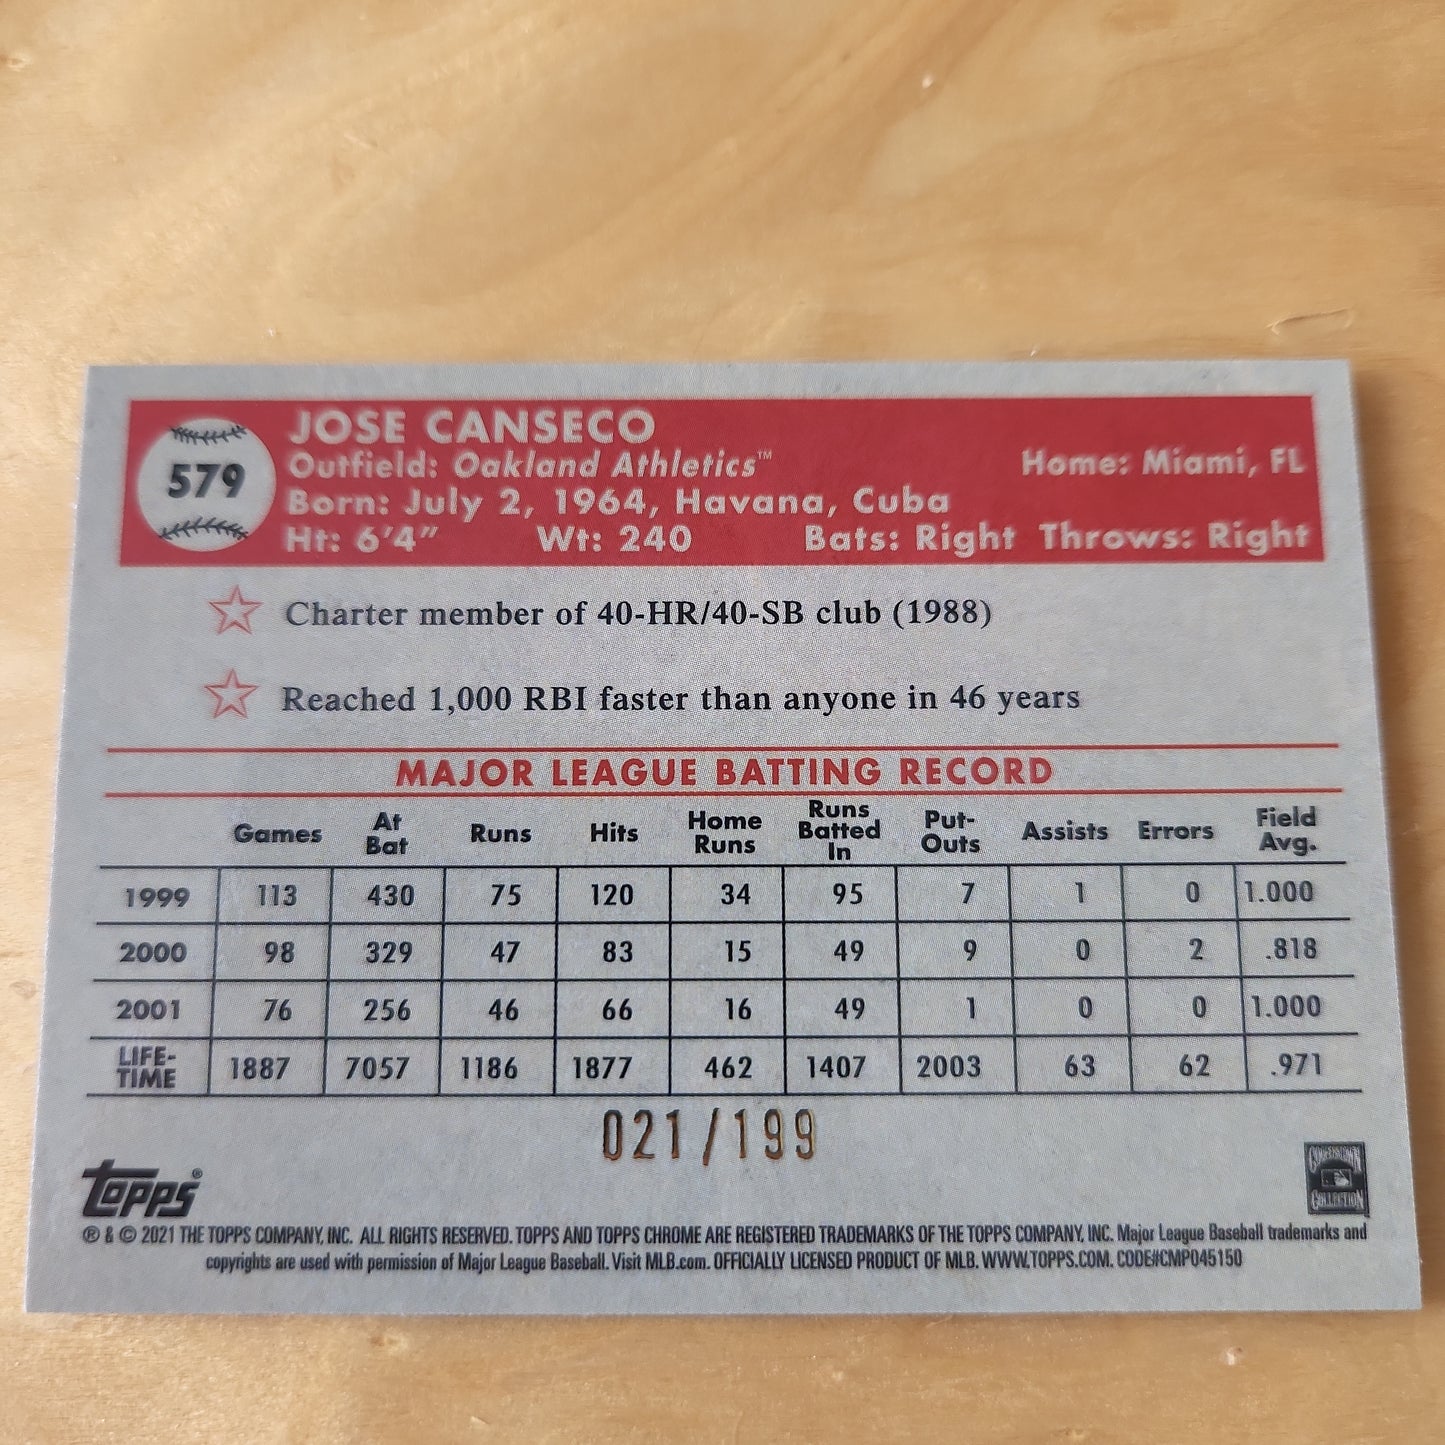 579
JOSE CANSECO
Outfield: Oakland Athletics™
Home: Miami, FL
Born: July 2, 1964, Havana, Cuba
Ht: 6'4" Wt: 240 Bats: Right Throws: Right
Charter member of 40-HR/40-SB club (1988)
Reached 1,000 RBI faster than anyone in 46 years
MAJOR LEAGUE BATTING RECORD
Games At Bat Runs Hits Home Runs Runs Batted In Put-Outs Assists Errors Field Avg.
1999 113 430 75 120 34 95 7 1 0 1.000
2000 98 329 47 83 15 49 9 0 2 .818
2001 76 256 46 66 16 49 1 0 0 1.000
LIFE-TIME 1887 7057 1186 1877 462 1407 2003 63 62 .971
021/199
topps®
COOPERSTOWN
COLLECTION
® & © 2021 THE TOPPS COMPANY, INC. ALL RIGHTS RESERVED. TOPPS AND TOPPS CHROME ARE REGISTERED TRADEMARKS OF THE TOPPS COMPANY, INC. Major League Baseball trademarks and
copyrights are used with permission of Major League Baseball. Visit MLB.com. OFFICIALLY LICENSED PRODUCT OF MLB. WWW.TOPPS.COM. CODE#CMP045150